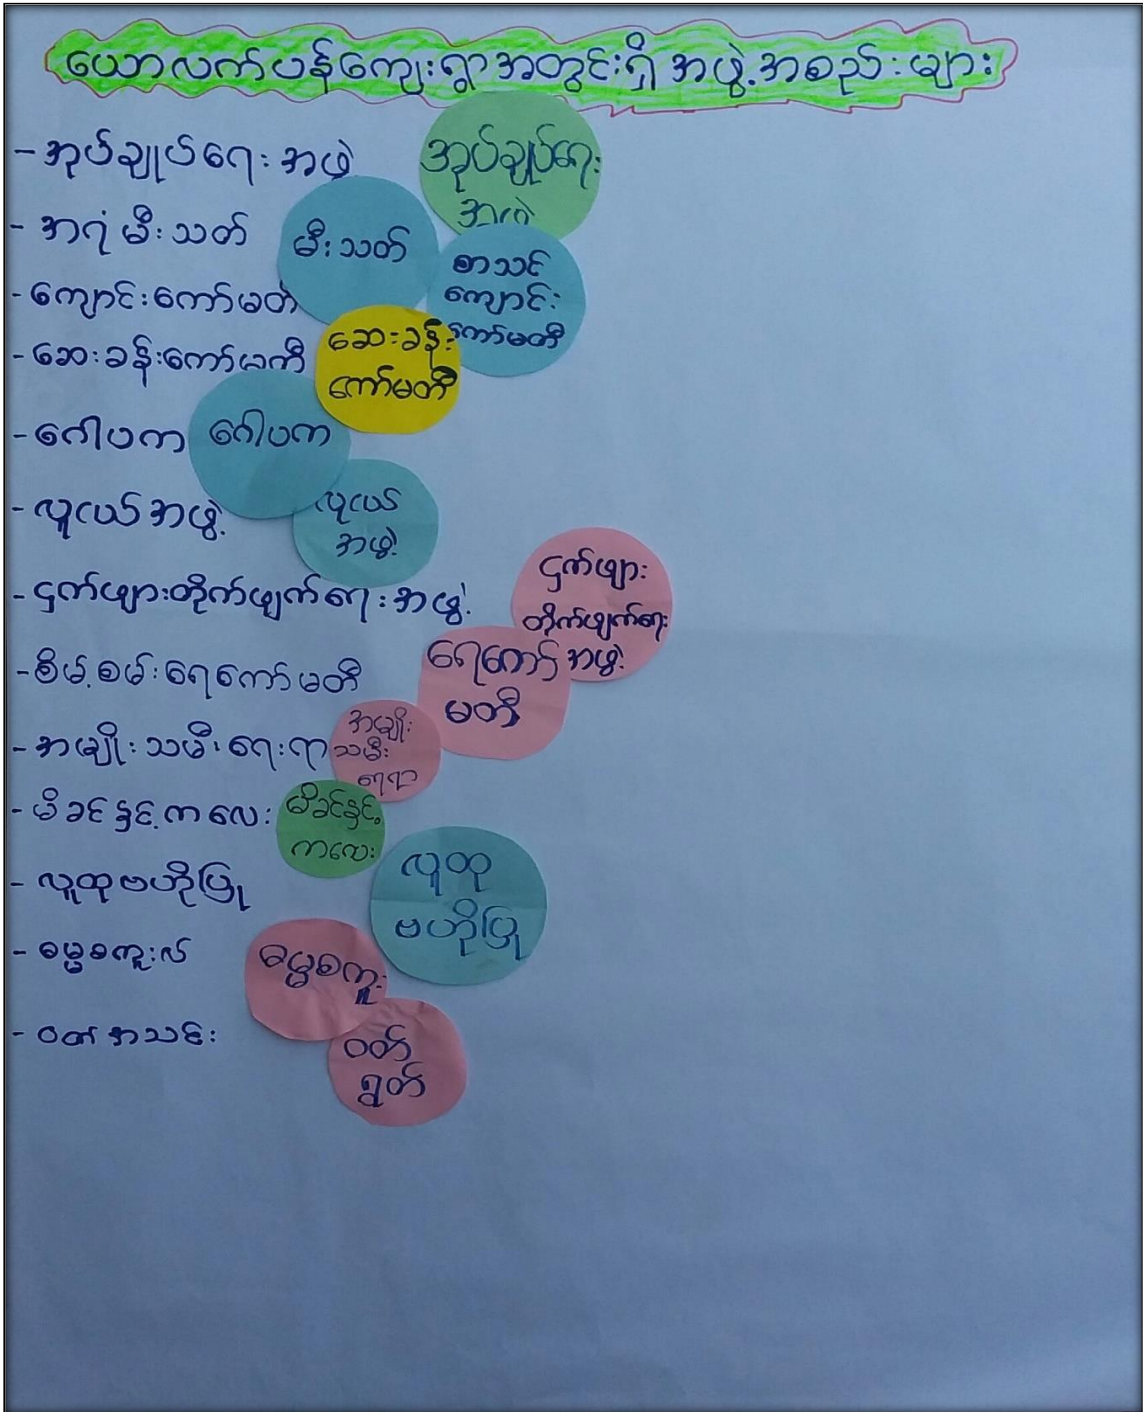 ယောလက်ပန်ကျေးရွာအတွင်းရှိ အဖွဲ့အစည်းများ
-အုပ်ချုပ်ရေးအဖွဲ့
အုပ်ချုပ်ရေး
အဖွဲ့
-အရံမီးသတ်
မီးသတ်
စာသင်
ကျောင်း
ကော်မတီ
-ကျောင်းကော်မတီ
-ဆေးခန်းကော်မတီ
ဆေးခန်း
ကော်မတီ
-ဂေါပက
ဂေါပက
-လူငယ်အဖွဲ့
လူငယ်
အဖွဲ့
-ငှက်ဖျားတိုက်ဖျက်ရေးအဖွဲ့
ငှက်ဖျား
တိုက်ဖျက်ရေး
အဖွဲ့
-စိမ့်စမ်းရေကော်မတီ
ရေကော်
မတီ
-အမျိုးသမီးရေးရာ
အမျိုး
သမီး
ရေးရာ
-မိခင်နှင့်ကလေး
မိခင်နှင့်
ကလေး
-လူထုဗဟိုပြု
လူထု
ဗဟိုပြု
-ဓမ္မစကူးလ်
ဓမ္မစကူး
-ဝတ်အသင်း
ဝတ်
ရွတ်